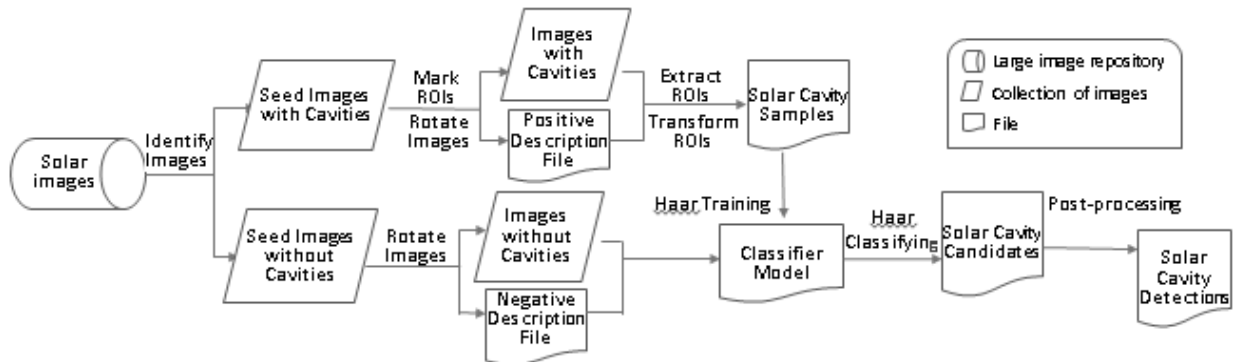 Solar
images
Identify
Images
Seed Images
with Cavities
Mark
ROIs
Rotate
Images
Images
with
Cavities
Positive
Description
File
Extract
ROIs
Transform
ROIs
Solar Cavity
Samples
Large image repository
Collection of images
File
Seed Images
without
Cavities
Rotate
Images
Images
without
Cavities
Negative
Description
File
Haar Training
Classifier
Model
Haar
Classifying
Solar Cavity
Candidates
Post-processing
Solar
Cavity
Detections